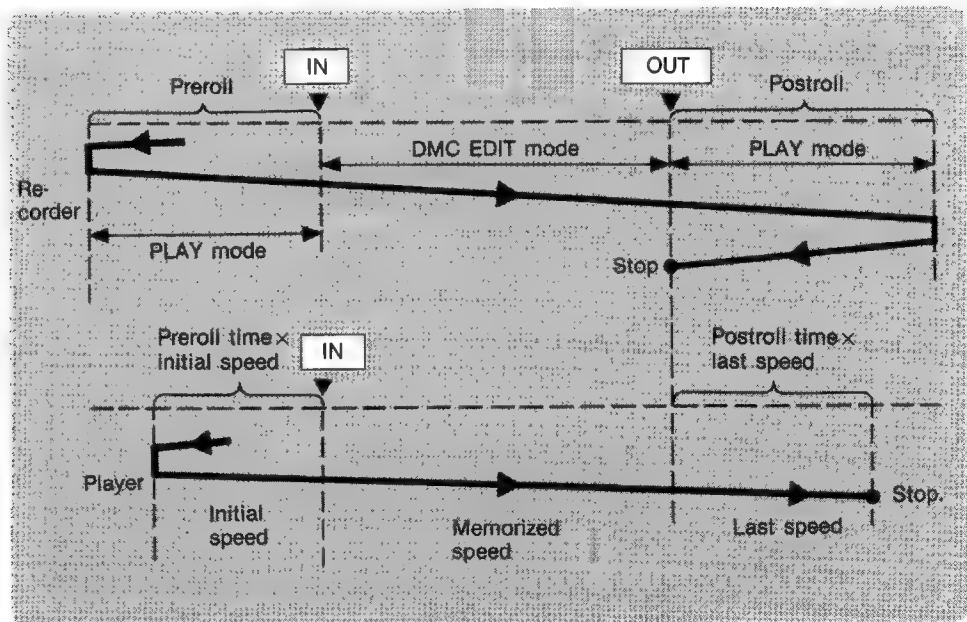 IN
OUT
Preroll
Postroll
DMC EDIT mode
PLAY mode
Re-
corder
PLAY mode
Stop
Preroll time×
initial speed
IN
Postroll time×
last speed
Player
Stop.
Initial
speed
Memorized
speed
Last speed